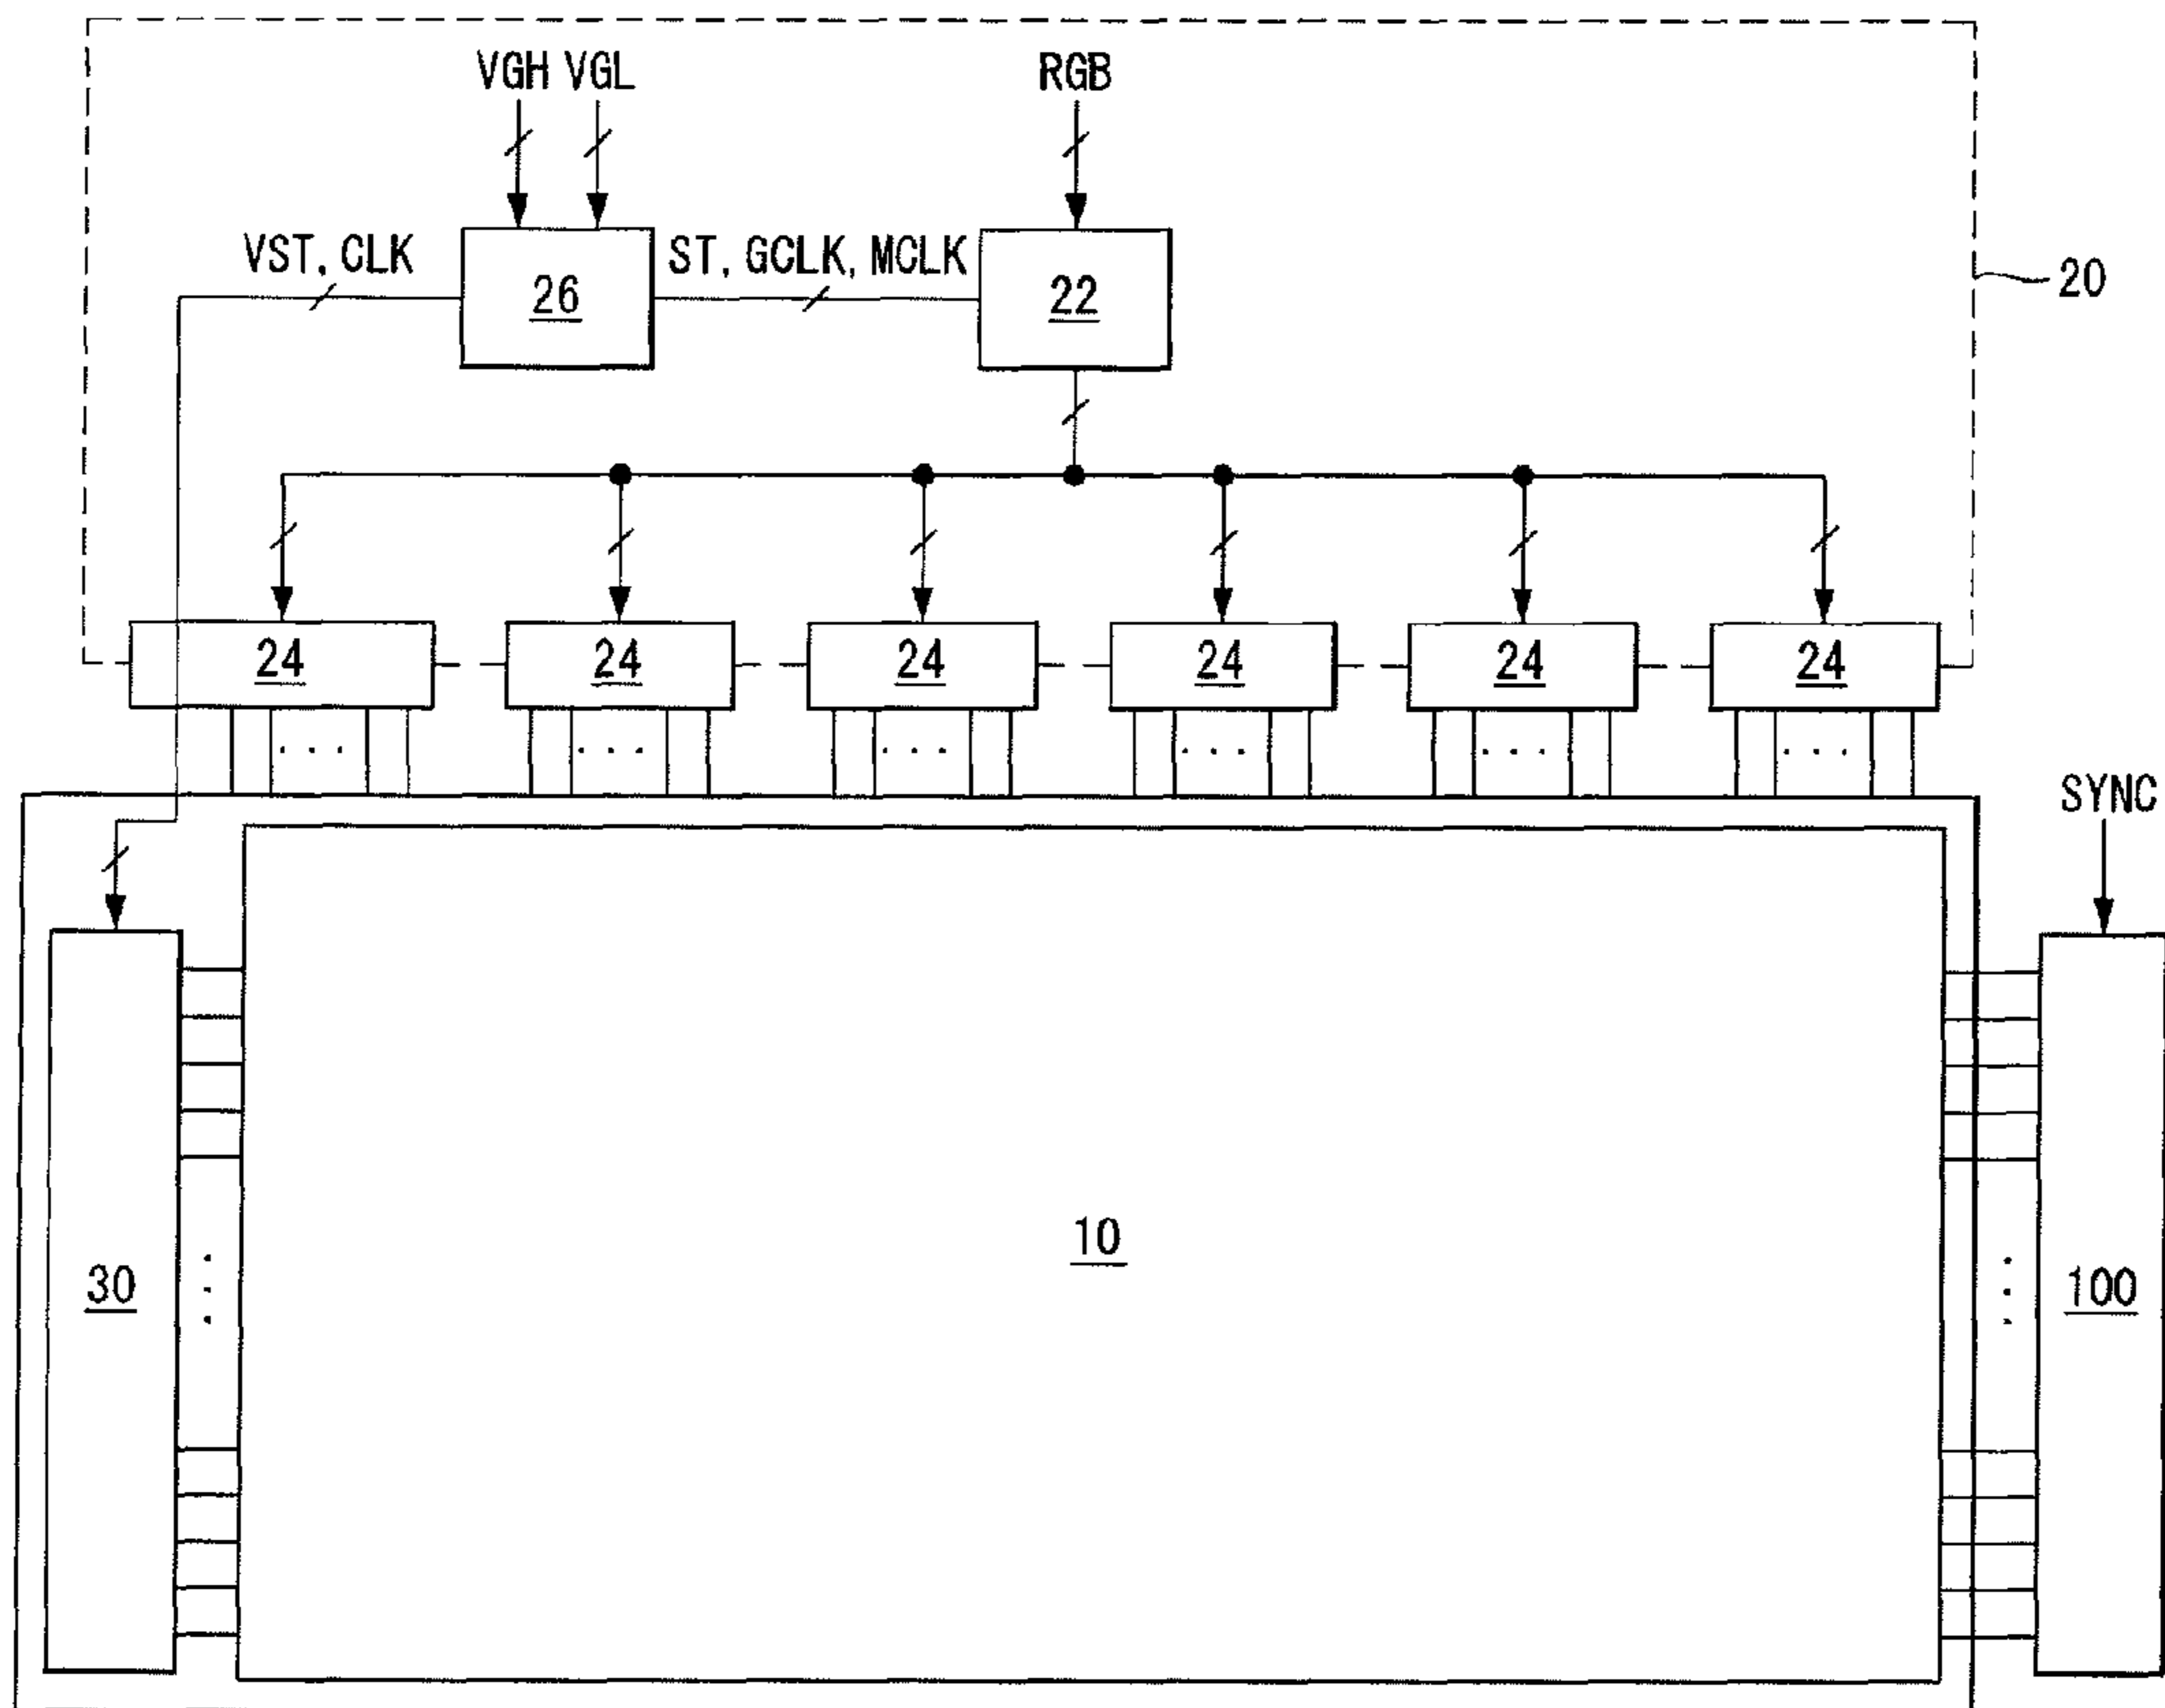 VGH VGL
RGB
VST, CLK
ST, GCLK, MCLK
26
22
20
24 24 24 24 24 24
SYNC
10
30
100